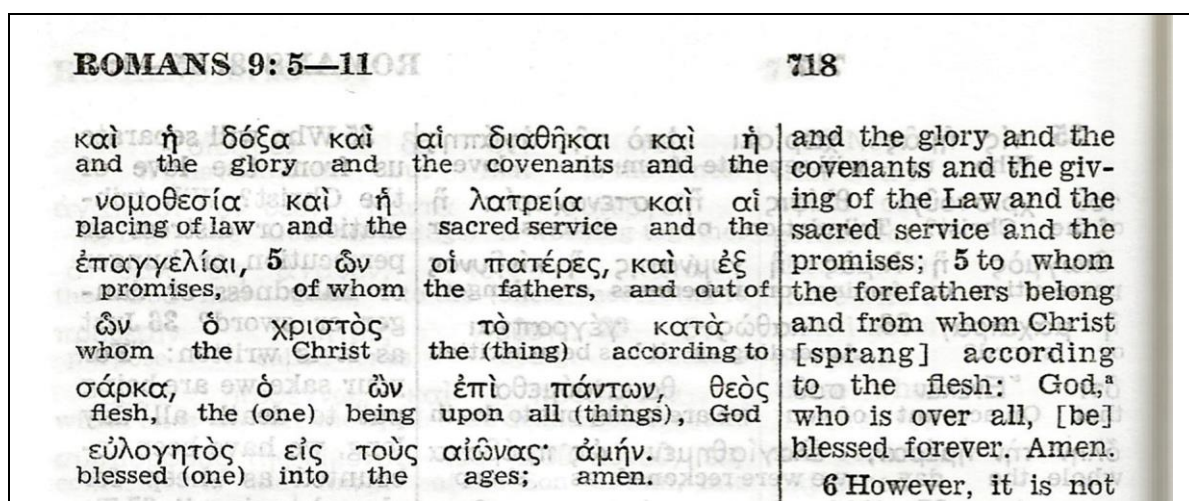 ROMANS 9: 5—11
718
καὶ ἡ δόξα καὶ αἱ διαθῆκαι καὶ ἡ
and the glory and the covenants and the
νομοθεσία καὶ ἡ λατρεία καὶ αἱ
placing of law and the sacred service and the
ἐπαγγελίαι, 5 ὧν οἱ πατέρες, καὶ ἐξ
promises, of whom the fathers, and out of
ὧν ὁ χριστὸς τὸ κατὰ
whom the Christ the (thing) according to
σάρκα, ὁ ὢν ἐπὶ πάντων, θεὸς
flesh, the (one) being upon all (things), God
εὐλογητὸς εἰς τοὺς αἰῶνας· ἀμήν.
blessed (one) into the ages; amen.
and the glory and the
covenants and the giv-
ing of the Law and the
sacred service and the
promises; 5 to whom
the forefathers belong
and from whom Christ
[sprang] according
to the flesh: God,ª
who is over all, [be]
blessed forever. Amen.
6 However, it is not